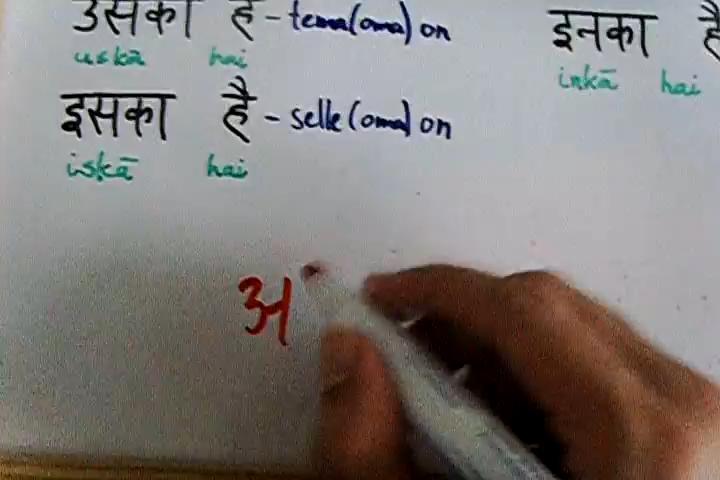 उसका है - tema(oma) on
uskā hai
इनका है
inkā hai
इसका है - selle(oma) on
iskā hai
अ